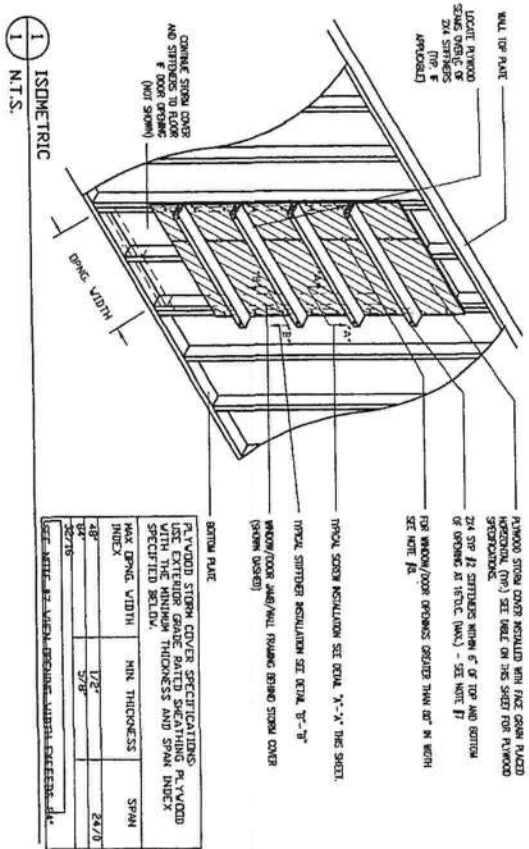 WALL TOP PLATE
LOCATE PLYWOOD
SEAMS OVER
2X4 STIFFENERS
(TYP. IF
APPLICABLE)
CONTINUE STORM COVER
AND STIFFENERS TO FLOOR
IF DOOR OPENING
(NOT SHOWN)
OPNG. WIDTH
"A"
"B"
PLYWOOD STORM COVER INSTALLED WITH FACE GRAIN PLACED
HORIZONTAL (TYP.) SEE TABLE ON THIS SHEET FOR PLYWOOD
SPECIFICATIONS.
2X4 SYP #2 STIFFENERS WITHIN 6" OF TOP AND BOTTOM
OF OPENING AT 16"O.C. (MAX.) - SEE NOTE #7
FOR WINDOW/DOOR OPENINGS GREATER THAN 80" IN WIDTH
SEE NOTE
TYPICAL SCREW INSTALLATION SEE DETAIL "A"-"A" THIS SHEET.
TYPICAL STIFFENER INSTALLATION SEE DETAIL "B"-"B"
WINDOW/DOOR JAMB/WALL FRAMING BEHIND STORM COVER
(SHOWN DASHED)
BOTTOM PLATE
PLYWOOD STORM COVER SPECIFICATIONS:
USE EXTERIOR GRADE RATED SHEATHING PLYWOOD
WITH THE MINIMUM THICKNESS AND SPAN INDEX
SPECIFIED BELOW.
MAX OPNG. WIDTH MIN. THICKNESS SPAN
INDEX
48" 1/2" 24/0
84" 5/8"
32/16
SEE NOTE #7 WHEN OPENING WIDTH EXCEEDS 84"
1 ISOMETRIC
1 N.T.S.